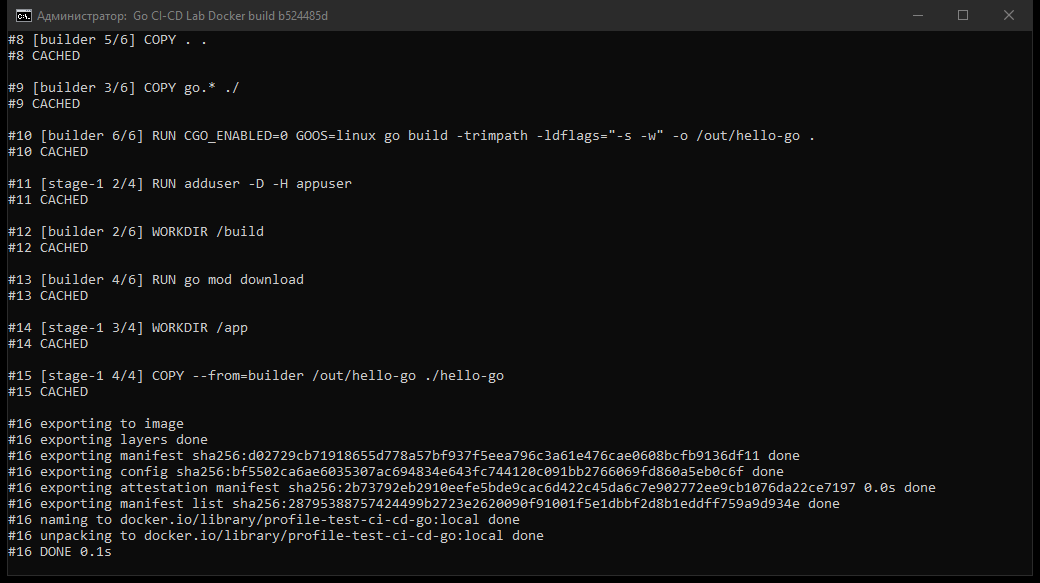 Администратор: Go CI-CD Lab Docker build b524485d
#8 [builder 5/6] COPY . .
#8 CACHED
#9 [builder 3/6] COPY go.* ./
#9 CACHED
#10 [builder 6/6] RUN CGO_ENABLED=0 GOOS=linux go build -trimpath -ldflags="-s -w" -o /out/hello-go .
#10 CACHED
#11 [stage-1 2/4] RUN adduser -D -H appuser
#11 CACHED
#12 [builder 2/6] WORKDIR /build
#12 CACHED
#13 [builder 4/6] RUN go mod download
#13 CACHED
#14 [stage-1 3/4] WORKDIR /app
#14 CACHED
#15 [stage-1 4/4] COPY --from=builder /out/hello-go ./hello-go
#15 CACHED
#16 exporting to image
#16 exporting layers done
#16 exporting manifest sha256:d02729cb71918655d778a57bf937f5eea796c3a61e476cae0608bcfb9136df11 done
#16 exporting config sha256:bf5502ca6ae6035307ac694834e643fc744120c091bb2766069fd860a5eb0c6f done
#16 exporting attestation manifest sha256:2b73792eb2910eefe5bde9cac6d422c45da6c7e902772ee9cb1076da22ce7197 0.0s done
#16 exporting manifest list sha256:28795388757424499b2723e2620090f91001f5e1dbbf2d8b1eddff759a9d934e done
#16 naming to docker.io/library/profile-test-ci-cd-go:local done
#16 unpacking to docker.io/library/profile-test-ci-cd-go:local done
#16 DONE 0.1s